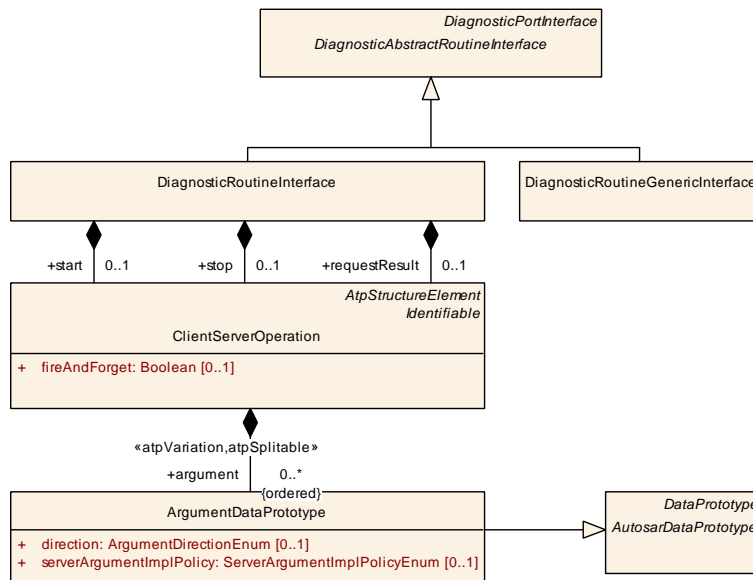 DiagnosticPortInterface
DiagnosticAbstractRoutineInterface
DiagnosticRoutineInterface
DiagnosticRoutineGenericInterface
+start 0..1 +stop 0..1 +requestResult 0..1
AtpStructureElement
Identifiable
ClientServerOperation
+ fireAndForget: Boolean [0..1]
«atpVariation,atpSplitable»
+argument 0..*
{ordered}
ArgumentDataPrototype
+ direction: ArgumentDirectionEnum [0..1]
+ serverArgumentImplPolicy: ServerArgumentImplPolicyEnum [0..1]
DataPrototype
AutosarDataPrototype